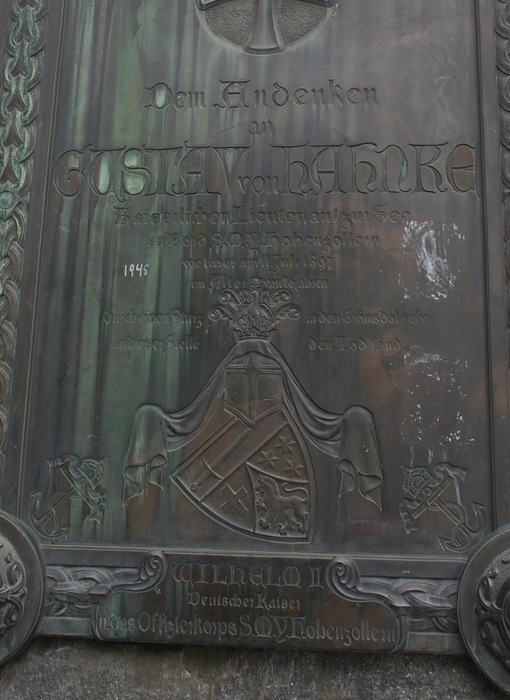 Dem Andenken
an
GUSTAV von HAHNKE
Kaiserlichen Lieutenant zur See
an Bord S.M.Y. Hohenzollern
welcher am 11 Juli 1897
1945
im Alter von Jahren
durch einen Sturz in den
an dieser Stelle den Tod fand
WILHELM II
Deutscher Kaiser
u. das Offizierkorps S.M.Y. Hohenzollern